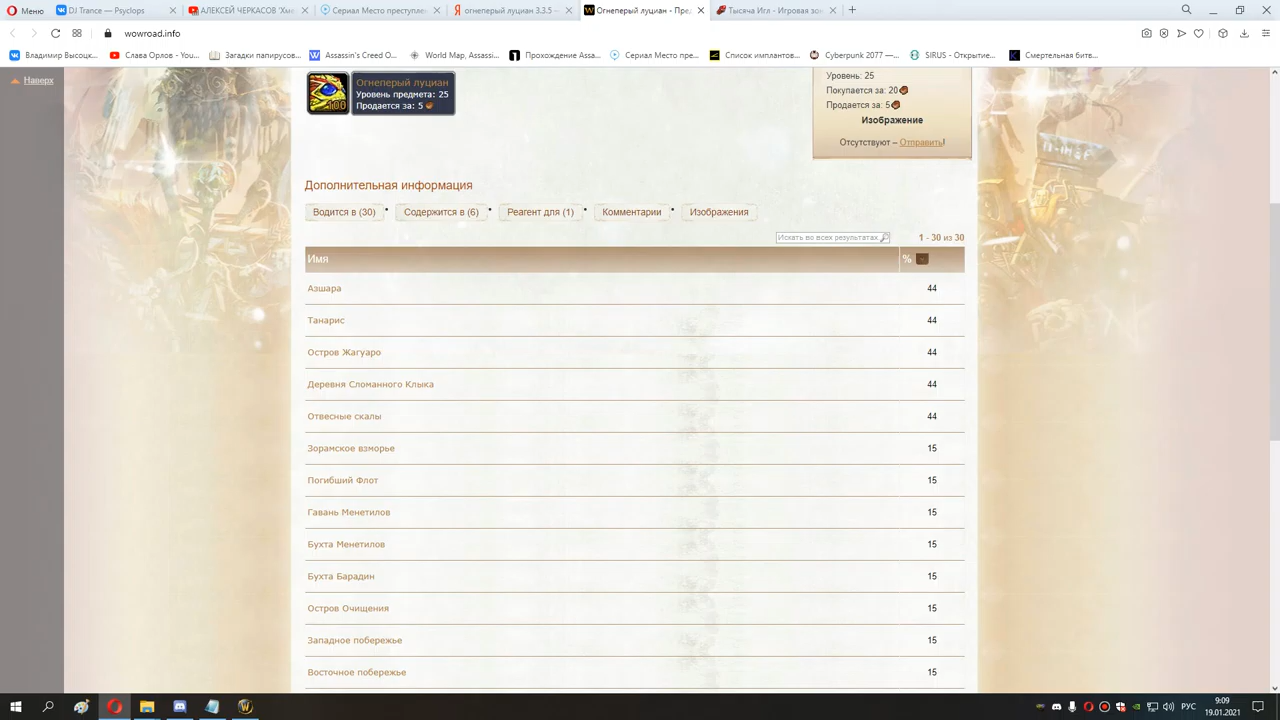 Меню
DJ Trance — Psyclops
АЛЕКСЕЙ ЧЕРКАСОВ 'Хме
Сериал Место преступлен
огнеперый луциан 3.3.5 —
Огнеперый луциан - Пред
Тысяча Игл - Игровая зон
wowroad.info
Владимир Высоцк...
Слава Орлов - You...
Загадки папирусов...
Assassin's Creed O...
World Map, Assassi...
Прохождение Assa...
Сериал Место пре...
Список имплантов...
Cyberpunk 2077 —...
SIRUS - Открытие...
Смертельная битв...
Наверх
100
Огнеперый луциан
Уровень предмета: 25
Продается за: 5
Уровень: 25
Покупается за: 20
Продается за: 5
Изображение
Отсутствуют – Отправить!
Дополнительная информация
Водится в (30)
Содержится в (6)
Реагент для (1)
Комментарии
Изображения
Искать во всех результатах.
1 - 30 из 30
Имя %
Азшара 44
Танарис 44
Остров Жагуаро 44
Деревня Сломанного Клыка 44
Отвесные скалы 44
Зорамское взморье 15
Погибший Флот 15
Гавань Менетилов 15
Бухта Менетилов 15
Бухта Барадин 15
Остров Очищения 15
Западное побережье 15
Восточное побережье 15
РУС
9:09
19.01.2021